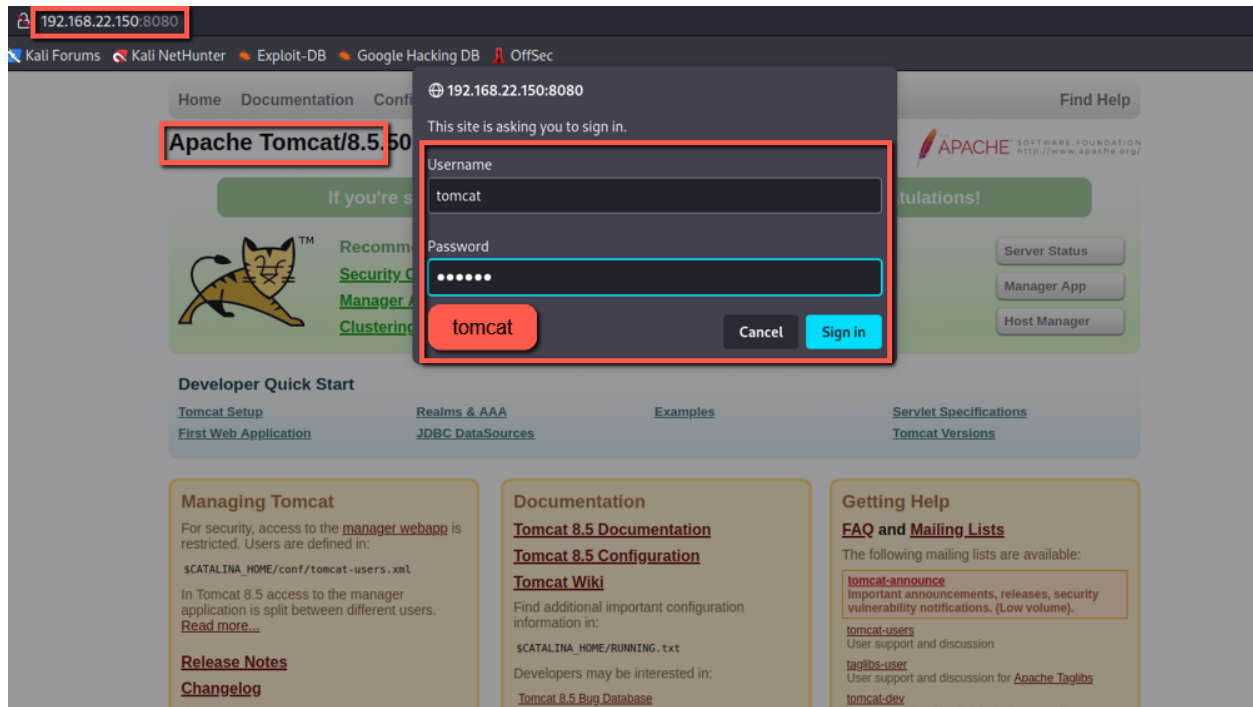 192.168.22.150:8080
Kali Forums Kali NetHunter Exploit-DB Google Hacking DB OffSec
Home Documentation Confi Find Help
192.168.22.150:8080
This site is asking you to sign in.
Apache Tomcat/8.5.50
APACHE SOFTWARE FOUNDATION
http://www.apache.org/
Username
tomcat
If you're s tulations!
TM
Password
••••••
tomcat
Cancel Sign in
Recomm
Security C
Manager A
Clustering
Server Status
Manager App
Host Manager
Developer Quick Start
Tomcat Setup Realms & AAA Examples Servlet Specifications
First Web Application JDBC DataSources Tomcat Versions
Managing Tomcat
For security, access to the manager webapp is
restricted. Users are defined in:
$CATALINA_HOME/conf/tomcat-users.xml
In Tomcat 8.5 access to the manager
application is split between different users.
Read more...
Release Notes
Changelog
Documentation
Tomcat 8.5 Documentation
Tomcat 8.5 Configuration
Tomcat Wiki
Find additional important configuration
information in:
$CATALINA_HOME/RUNNING.txt
Developers may be interested in:
Tomcat 8.5 Bug Database
Getting Help
FAQ and Mailing Lists
The following mailing lists are available:
tomcat-announce
Important announcements, releases, security
vulnerability notifications. (Low volume).
tomcat-users
User support and discussion
taglibs-user
User support and discussion for Apache Taglibs
tomcat-dev